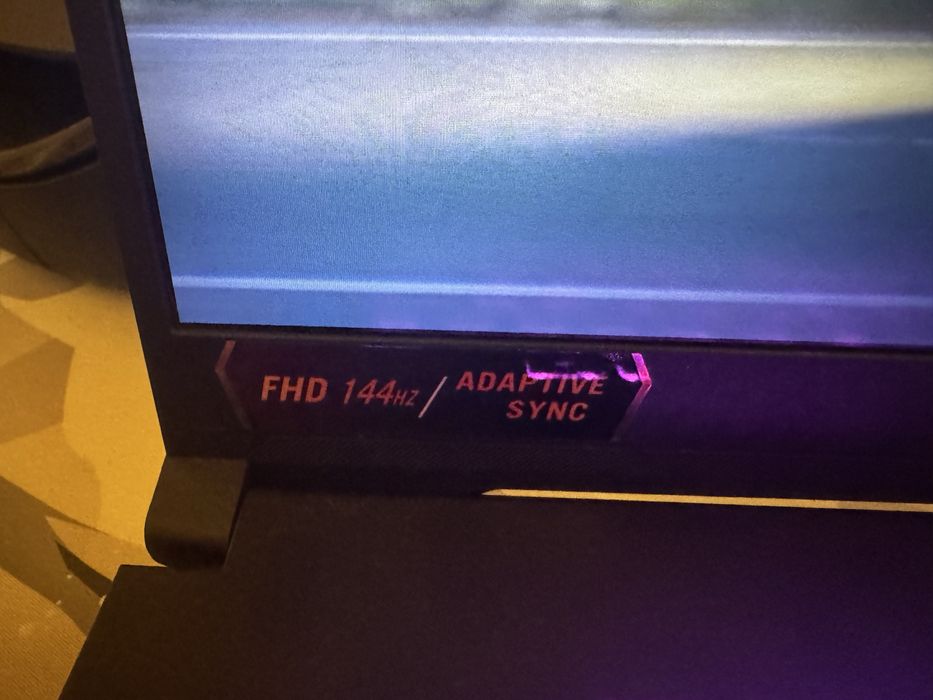 FHD 144HZ / ADAPTIVE
SYNC